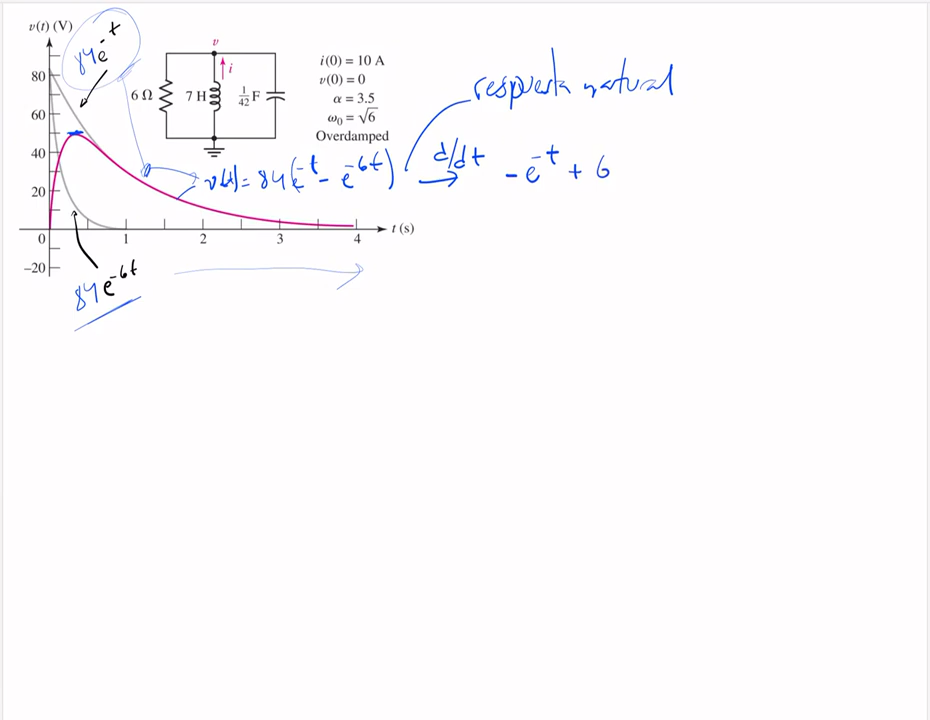 v(t) (V)
84e^-t
80
60
40
20
0
-20
1
2
3
4
t (s)
v
i
6 Ω
7 H
1/42 F
i(0) = 10 A
v(0) = 0
α = 3.5
ω₀ = √6
Overdamped
respuesta natural
v(t) = 84(e^-t - e^-6t)
d/dt
→
-e^-t + 6
84e^-6t